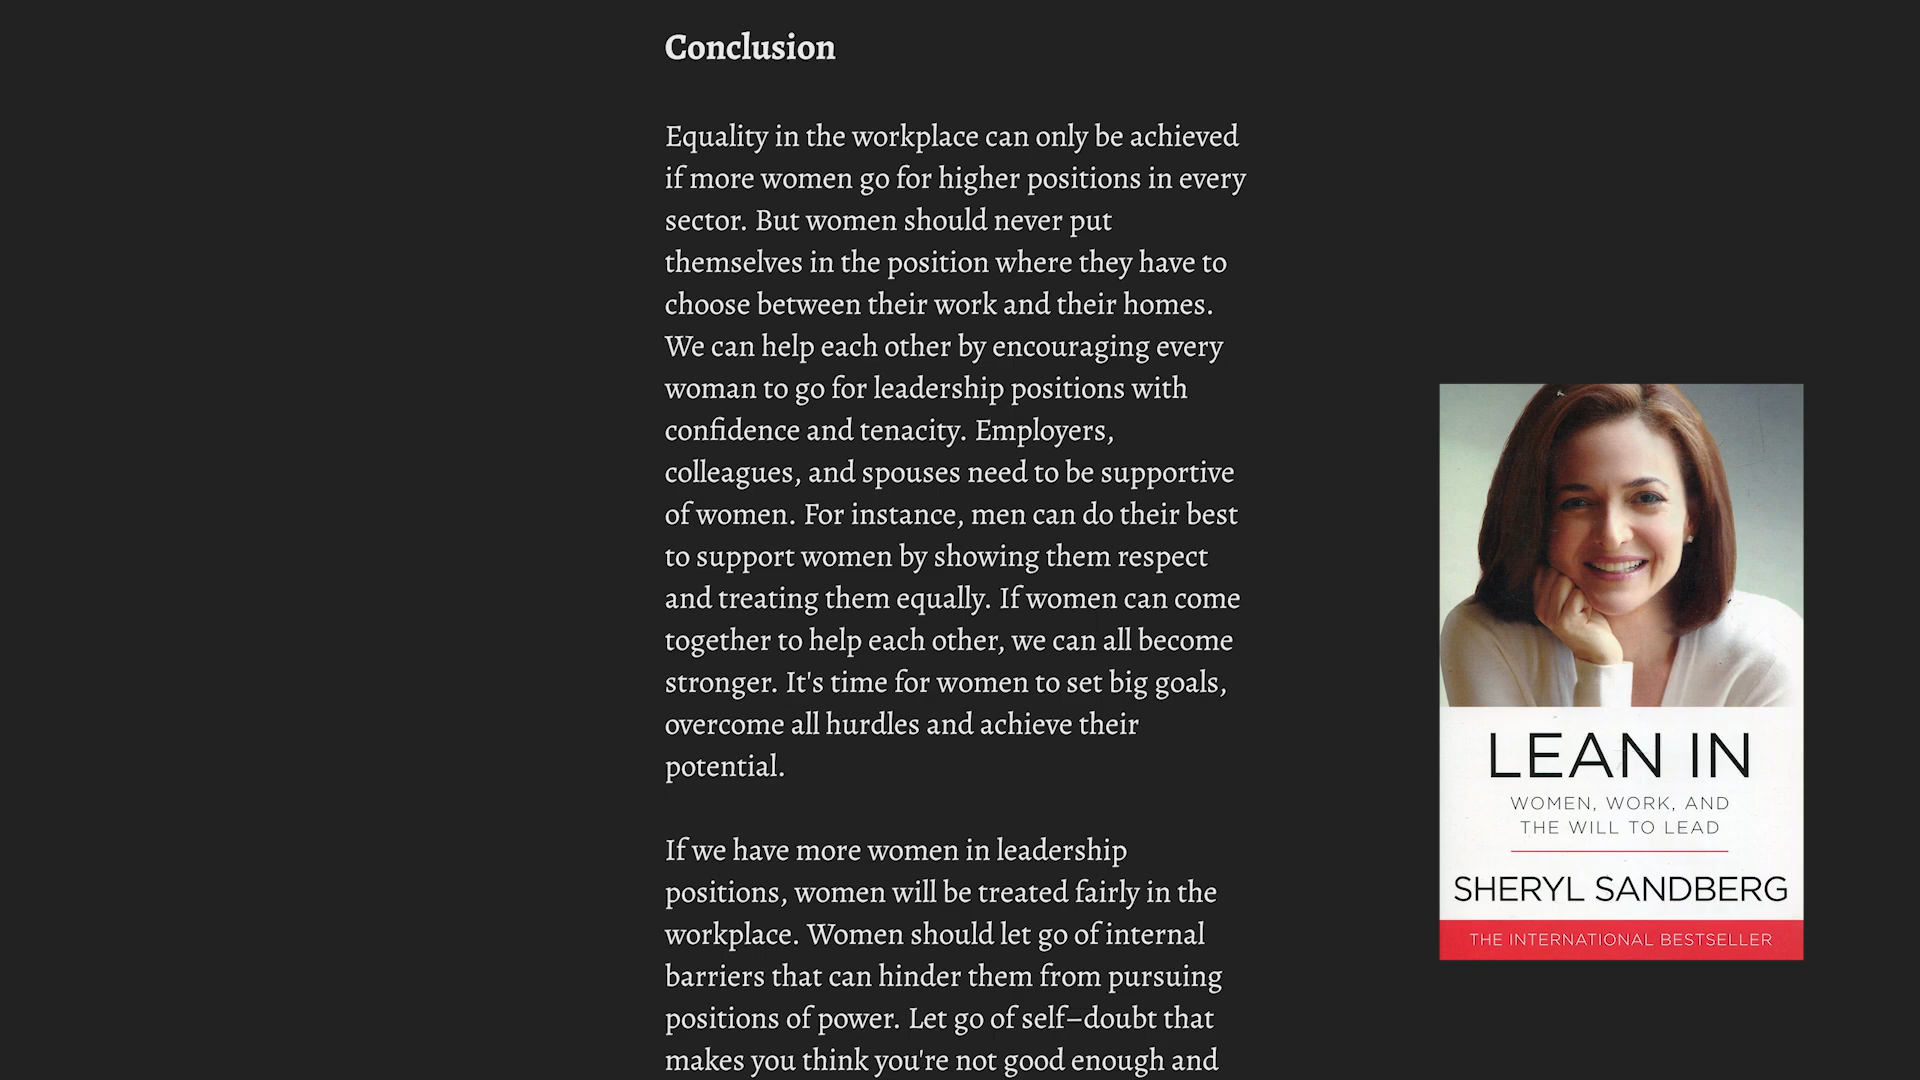 Conclusion
Equality in the workplace can only be achieved
if more women go for higher positions in every
sector. But women should never put
themselves in the position where they have to
choose between their work and their homes.
We can help each other by encouraging every
woman to go for leadership positions with
confidence and tenacity. Employers,
colleagues, and spouses need to be supportive
of women. For instance, men can do their best
to support women by showing them respect
and treating them equally. If women can come
together to help each other, we can all become
stronger. It's time for women to set big goals,
overcome all hurdles and achieve their
potential.
If we have more women in leadership
positions, women will be treated fairly in the
workplace. Women should let go of internal
barriers that can hinder them from pursuing
positions of power. Let go of self–doubt that
makes you think you're not good enough and
LEAN IN
WOMEN, WORK, AND
THE WILL TO LEAD
SHERYL SANDBERG
THE INTERNATIONAL BESTSELLER